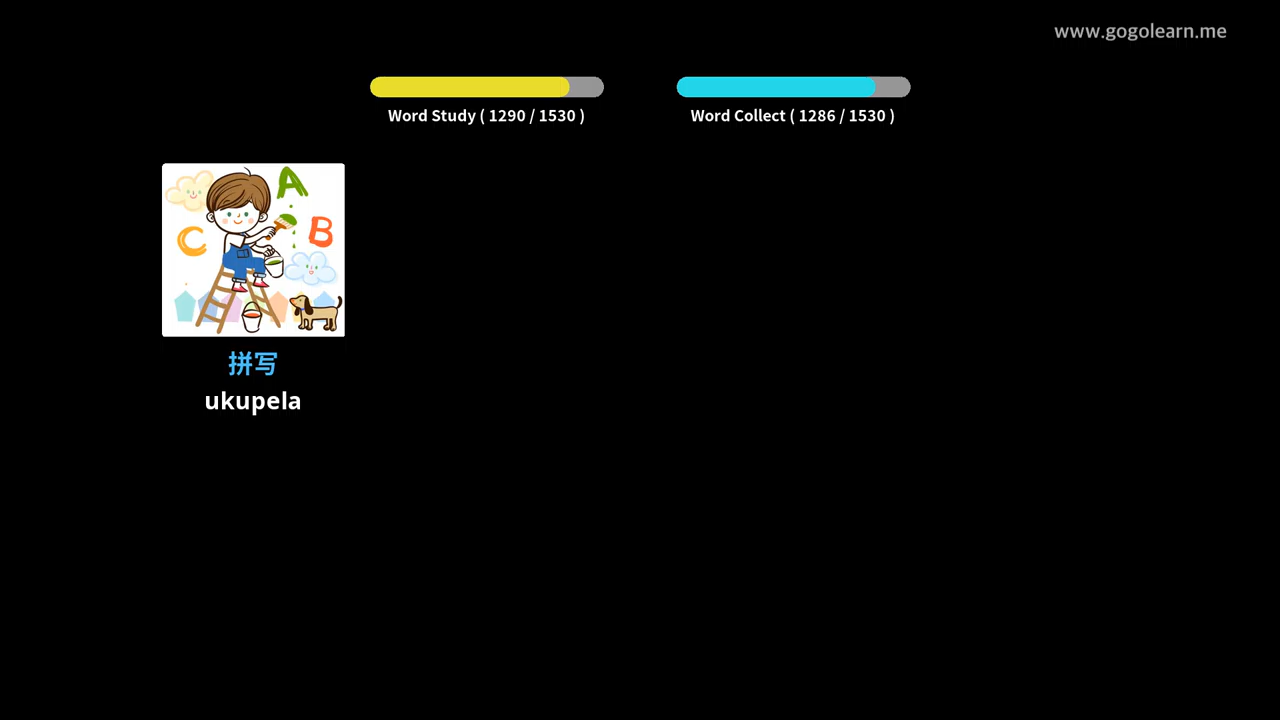 www.gogolearn.me
Word Study ( 1290 / 1530 )
Word Collect ( 1286 / 1530 )
A
B
C
拼写
ukupela